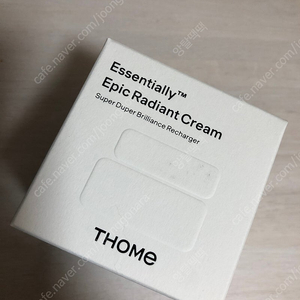 Essentially™
Epic Radiant Cream
Super Duper Brilliance Recharger
THOME